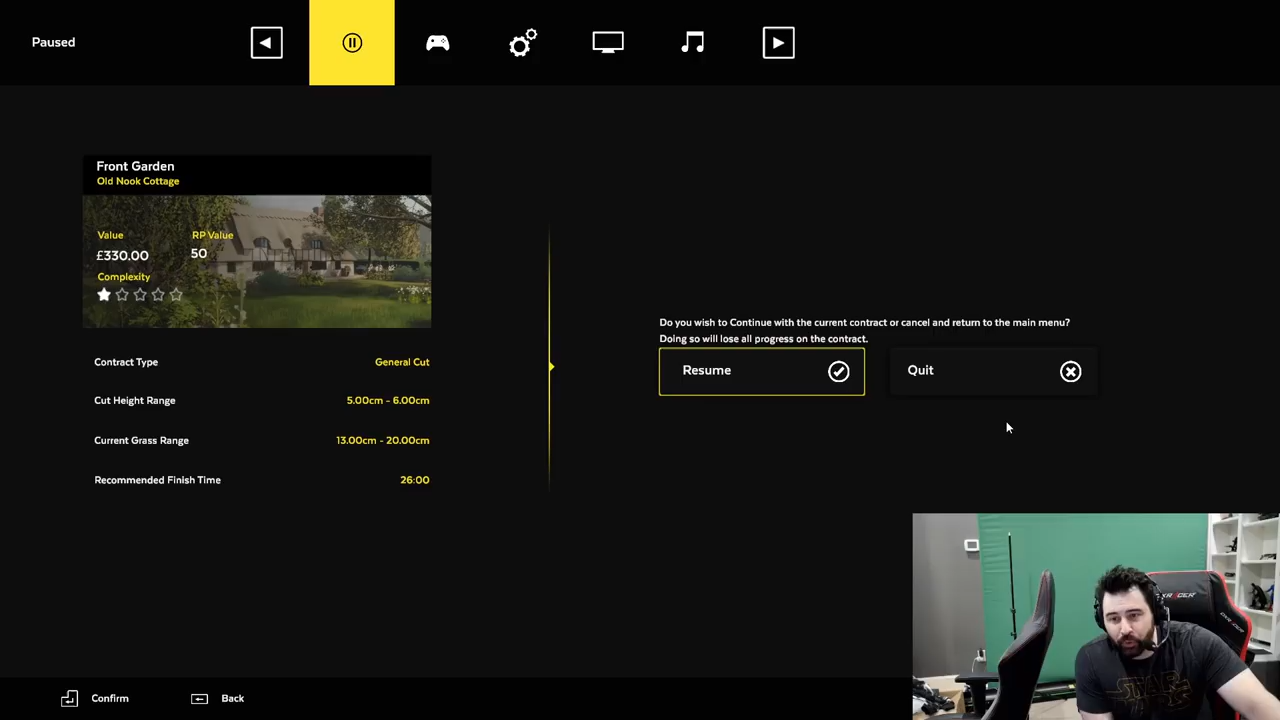 Paused
Front Garden
Old Nook Cottage
Value
RP Value
£330.00
50
Complexity
Contract Type
General Cut
Cut Height Range
5.00cm - 6.00cm
Current Grass Range
13.00cm - 20.00cm
Recommended Finish Time
26:00
Do you wish to Continue with the current contract or cancel and return to the main menu?
Doing so will lose all progress on the contract.
Resume
Quit
Confirm
Back
STAR